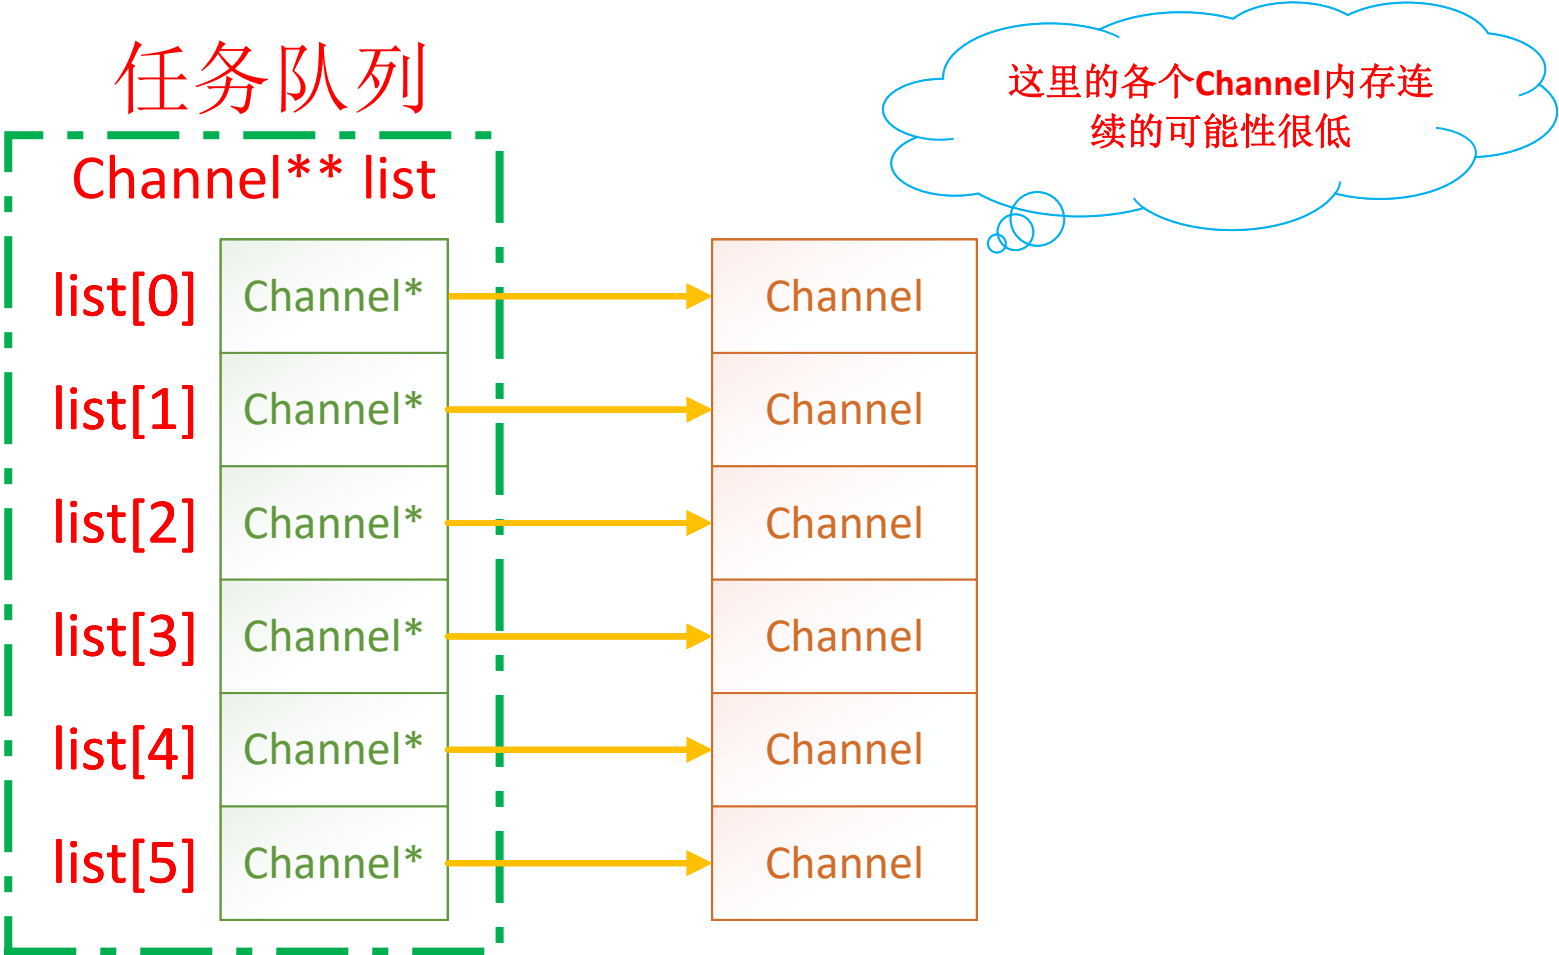 任务队列
Channel** list
这里的各个Channel内存连
续的可能性很低
list[0] Channel* Channel
list[1] Channel* Channel
list[2] Channel* Channel
list[3] Channel* Channel
list[4] Channel* Channel
list[5] Channel* Channel